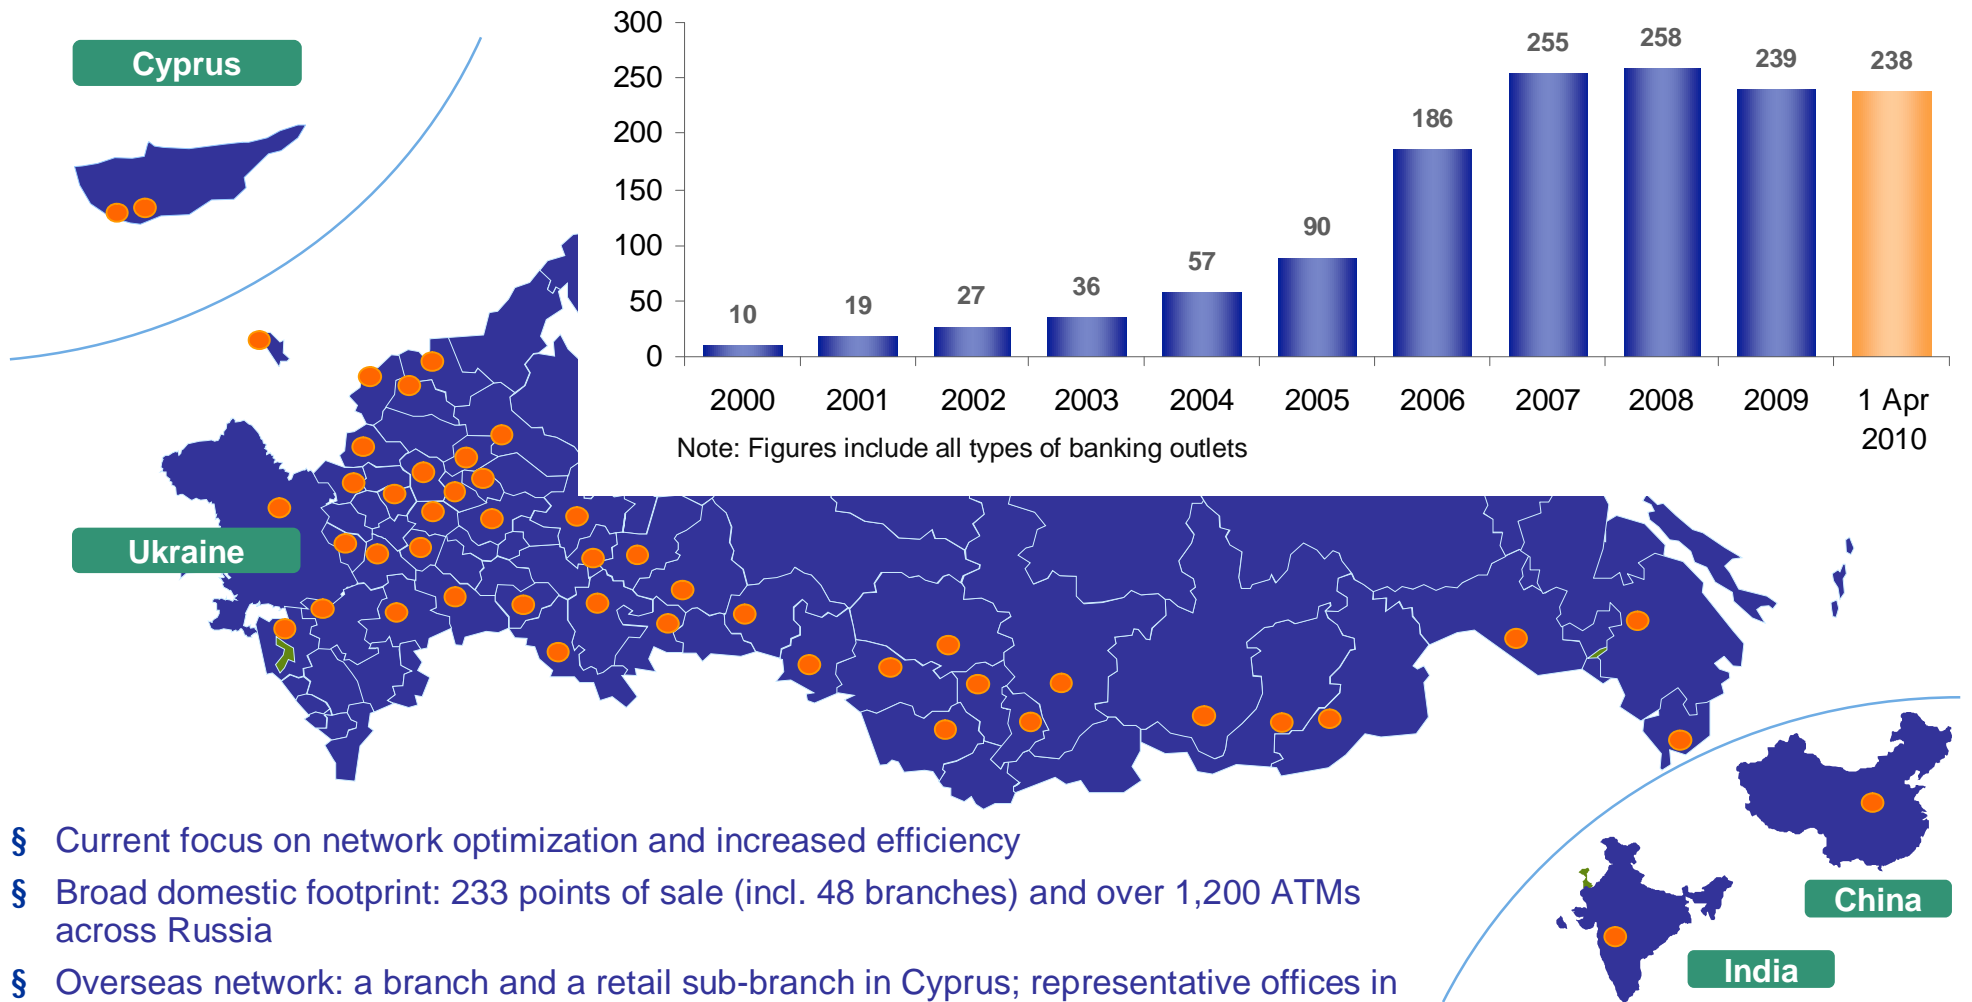 Cyprus
300
250
200
150
100
50
0
10
19
27
36
57
90
186
255
258
239
238
2000 2001 2002 2003 2004 2005 2006 2007 2008 2009 1 Apr
2010
Note: Figures include all types of banking outlets
Ukraine
§ Current focus on network optimization and increased efficiency
§ Broad domestic footprint: 233 points of sale (incl. 48 branches) and over 1,200 ATMs
across Russia
§ Overseas network: a branch and a retail sub-branch in Cyprus; representative offices in
China
India